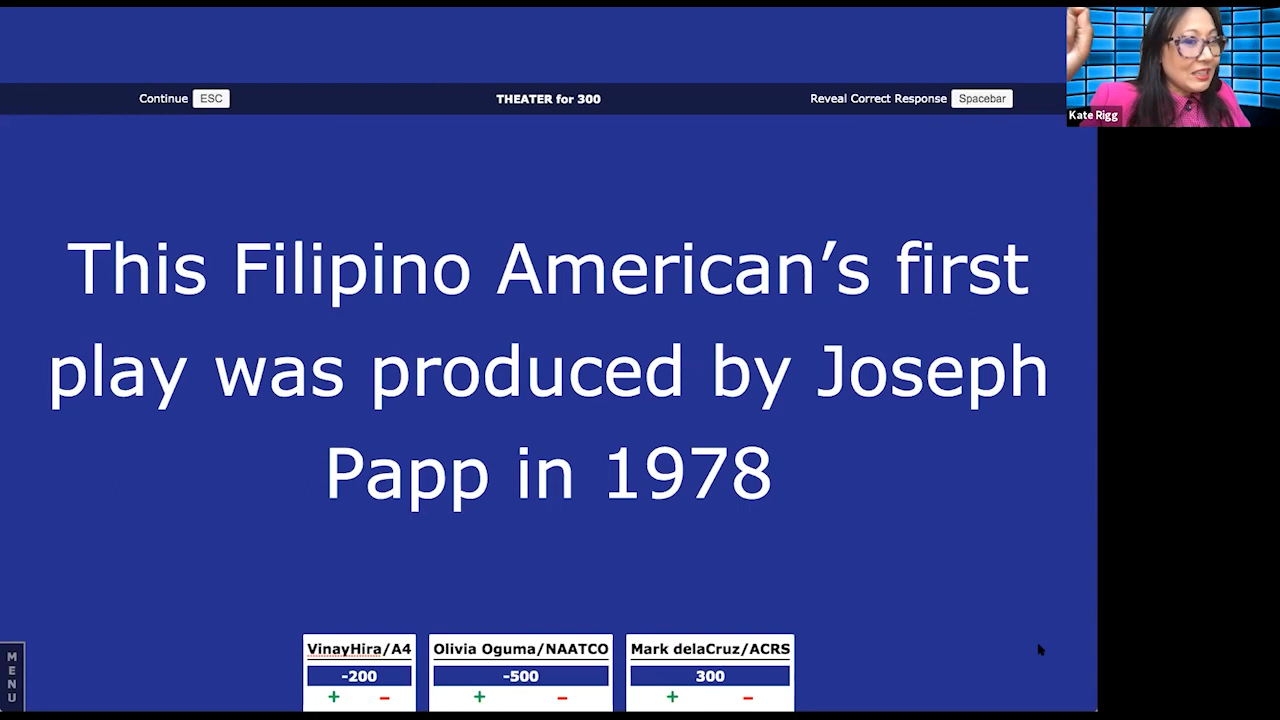 Continue ESC THEATER for 300 Reveal Correct Response Spacebar
Kate Rigg
This Filipino American’s first
play was produced by Joseph
Papp in 1978
MENU
VinayHira/A4 Olivia Oguma/NAATCO Mark delaCruz/ACRS
-200 -500 300
+ − + − + −